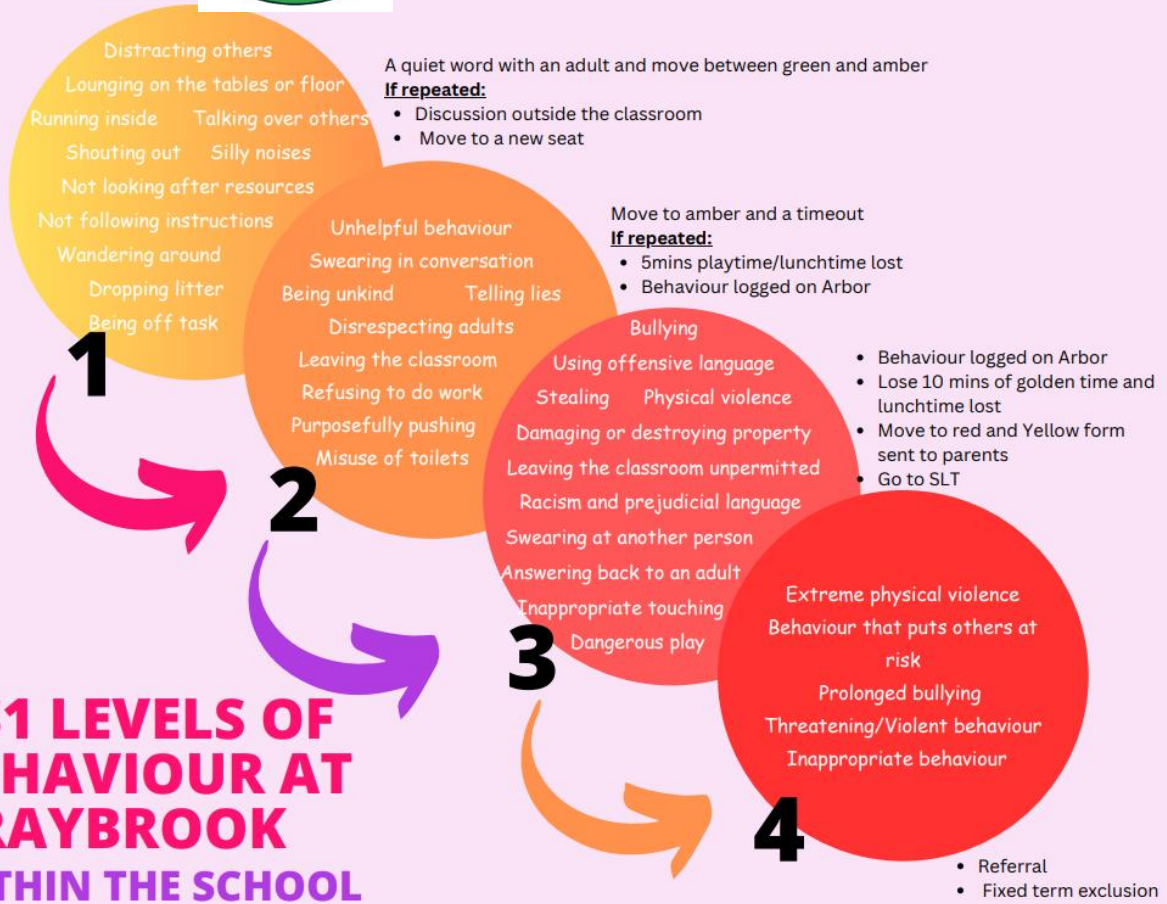 Distracting others
Lounging on the tables or floor
Running inside Talking over others
Shouting out Silly noises
Not looking after resources
Not following instructions
Wandering around
Dropping litter
Being off task
1
A quiet word with an adult and move between green and amber
If repeated:
• Discussion outside the classroom
• Move to a new seat
Unhelpful behaviour
Swearing in conversation
Being unkind Telling lies
Disrespecting adults
Leaving the classroom
Refusing to do work
Purposefully pushing
Misuse of toilets
2
Move to amber and a timeout
If repeated:
• 5mins playtime/lunchtime lost
• Behaviour logged on Arbor
Bullying
Using offensive language
Stealing Physical violence
Damaging or destroying property
Leaving the classroom unpermitted
Racism and prejudicial language
Swearing at another person
Answering back to an adult
Inappropriate touching
Dangerous play
3
• Behaviour logged on Arbor
• Lose 10 mins of golden time and
lunchtime lost
• Move to red and Yellow form
sent to parents
• Go to SLT
Extreme physical violence
Behaviour that puts others at
risk
Prolonged bullying
Threatening/Violent behaviour
Inappropriate behaviour
4
• Referral
• Fixed term exclusion
1 LEVELS OF
HAVIOUR AT
RAYBROOK
THIN THE SCHOOL